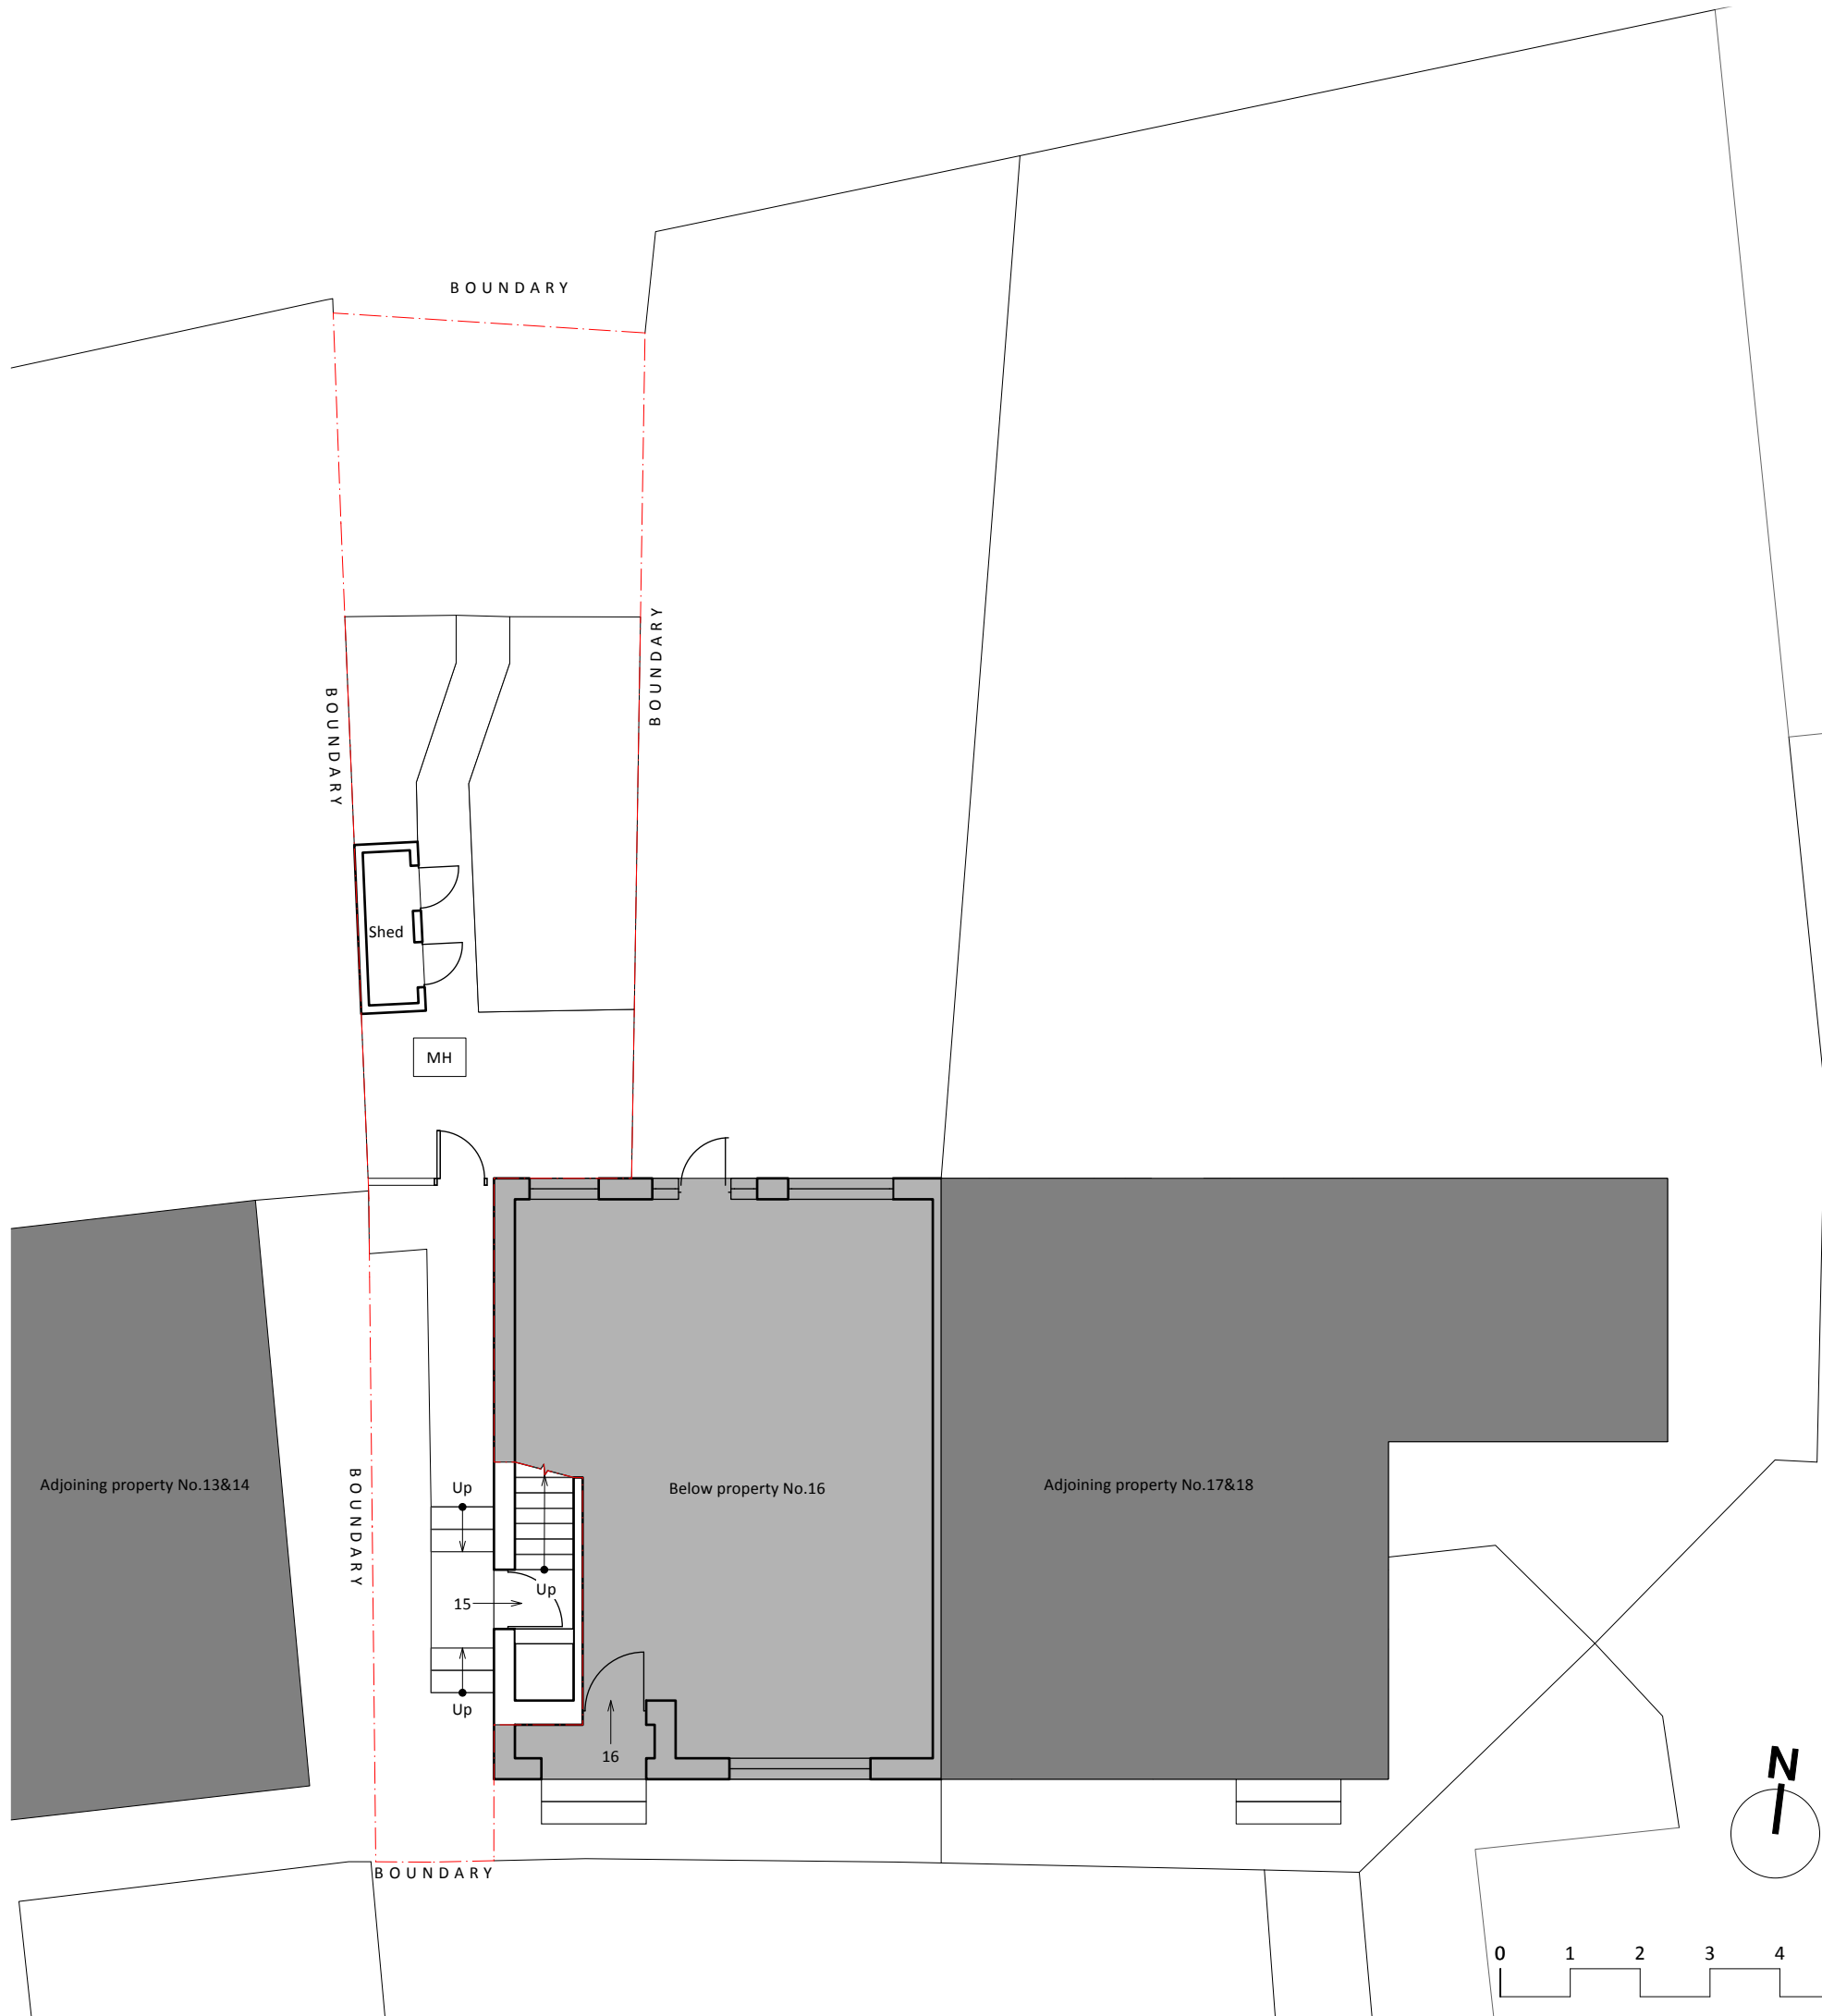 BOUNDARY
BOUNDARY
BOUNDARY
Shed
MH
Adjoining property No.13&14
BOUNDARY
Up
Below property No.16
Adjoining property No.17&18
Up
15
Up
16
N
BOUNDARY
0 1 2 3 4